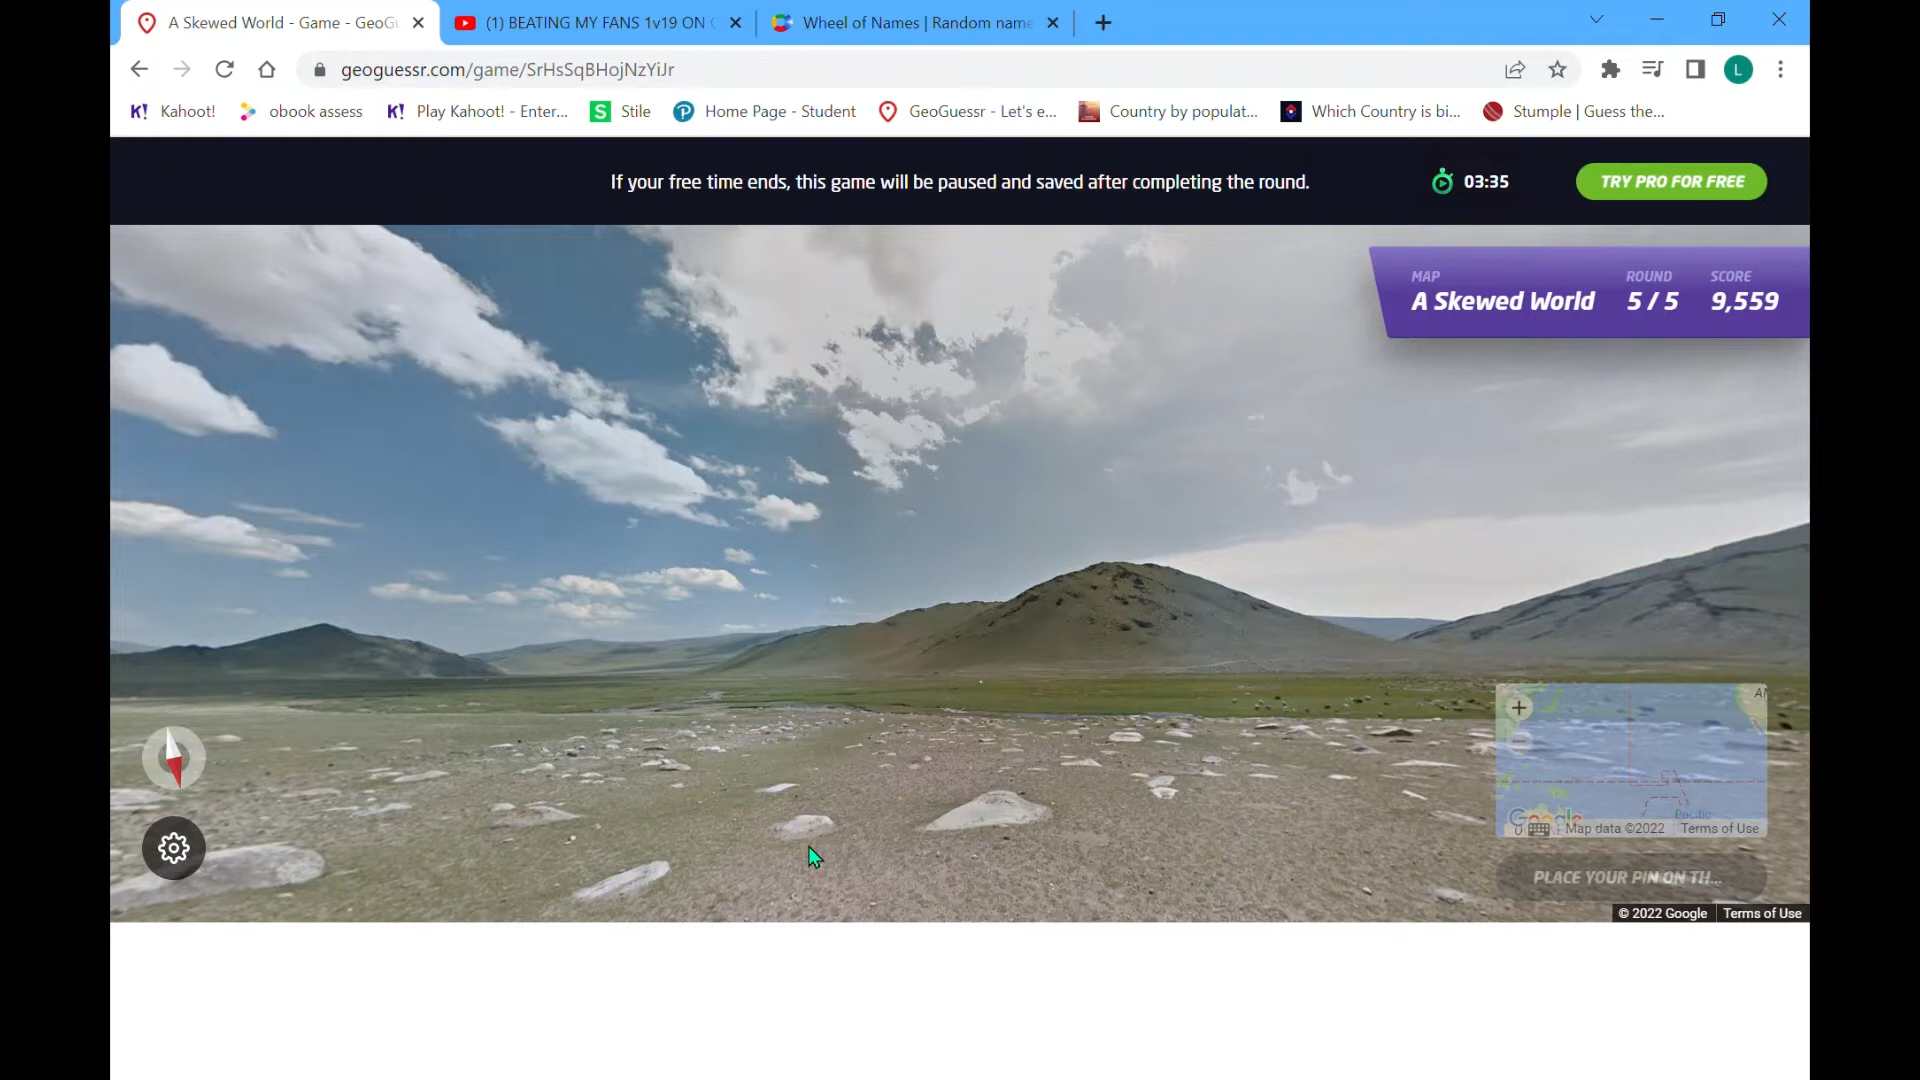 A Skewed World - Game - GeoGu
(1) BEATING MY FANS 1v19 ON
Wheel of Names | Random name
geoguessr.com/game/SrHsSqBHojNzYiJr
L
K! Kahoot!
obook assess
K! Play Kahoot! - Enter...
S Stile
Home Page - Student
GeoGuessr - Let's e...
Country by populat...
Which Country is bi...
Stumple | Guess the...
If your free time ends, this game will be paused and saved after completing the round.
03:35
TRY PRO FOR FREE
MAP
ROUND
SCORE
A Skewed World
5 / 5
9,559
Google
Pacific
Map data ©2022
Terms of Use
PLACE YOUR PIN ON TH...
© 2022 Google
Terms of Use